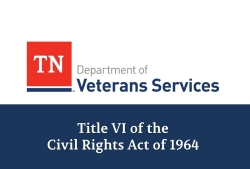 TN
Department of
Veterans Services
Title VI of the
Civil Rights Act of 1964